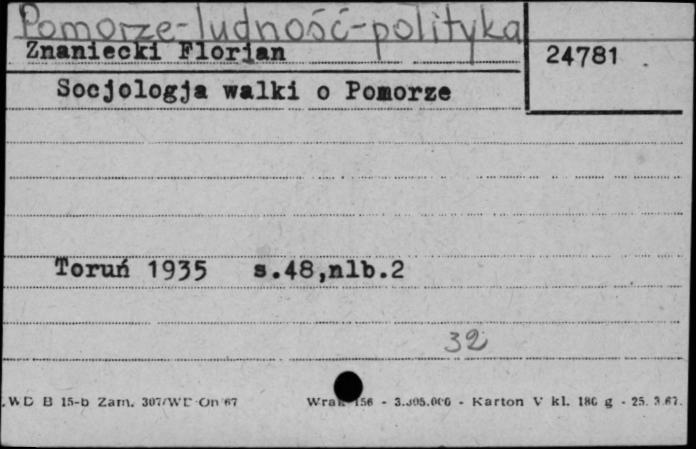 Pomorze-ludność-polityka
Znaniecki Florjan
24781
Socjologja walki o Pomorze
Toruń 1935 s.48,nlb.2
32
WD B 15-b Zam. 307/WD-On 67
Wrak 156 - 3.305.000 - Karton V kl. 180 g - 25. 3.67.